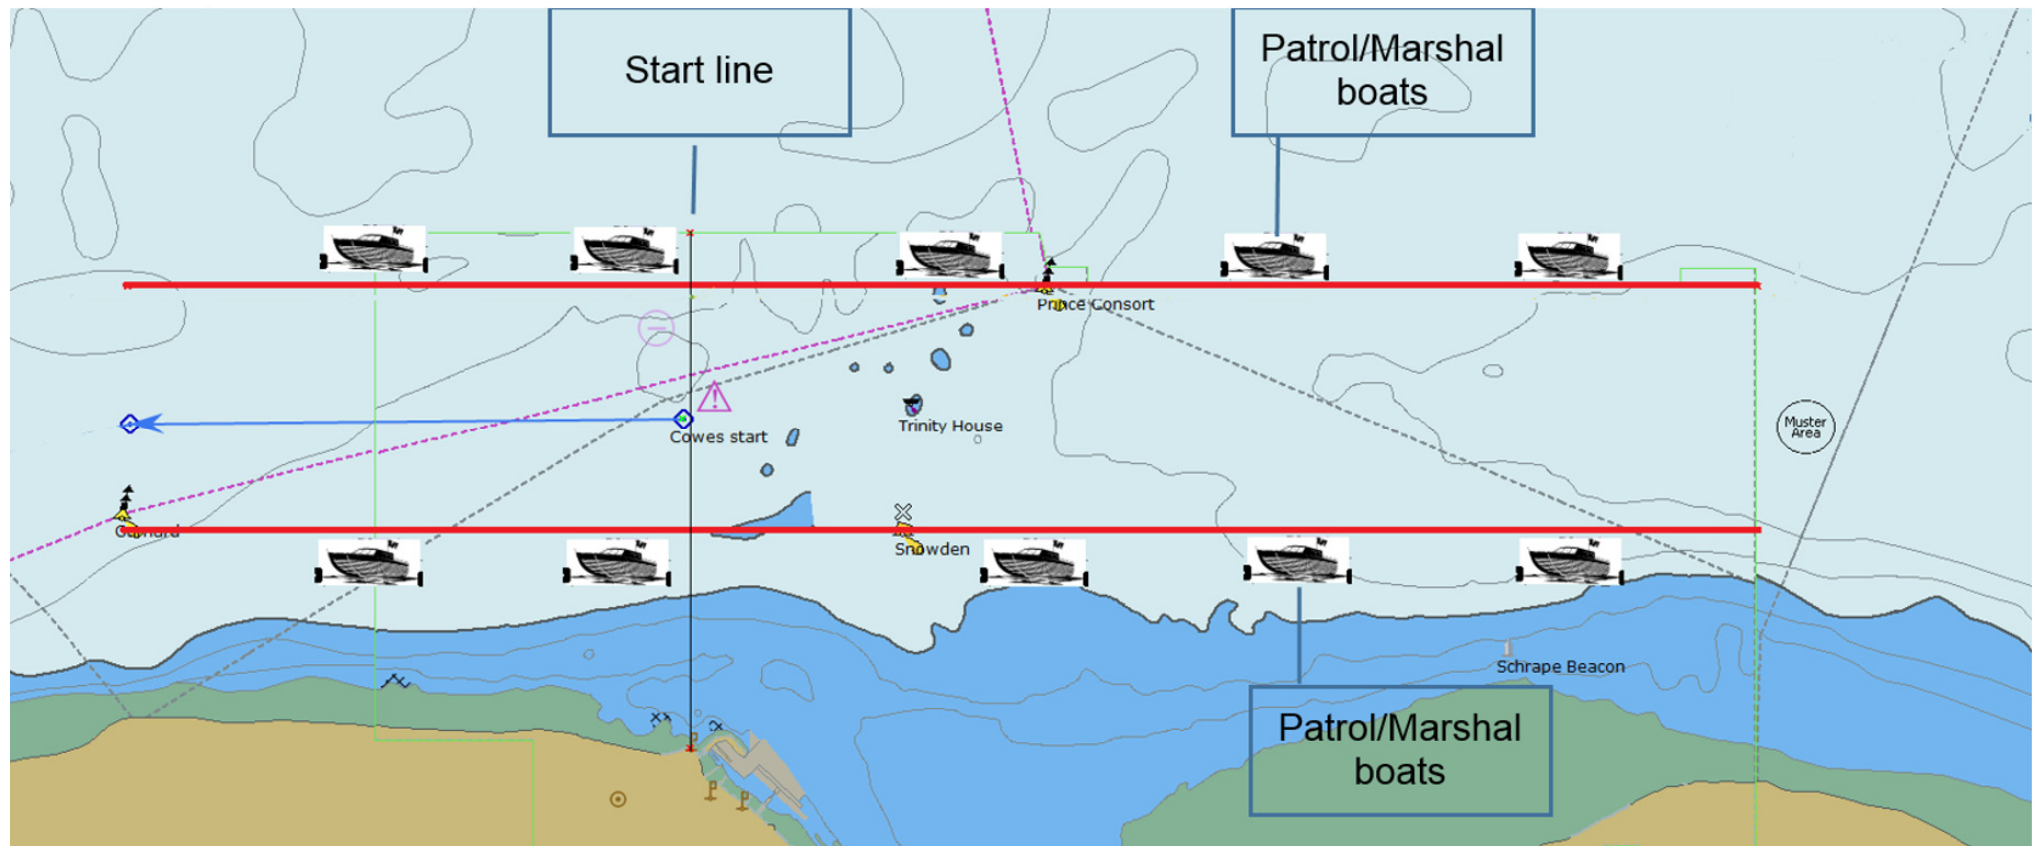 Start line
Patrol/Marshal
boats
Prince Consort
Trinity House
Cowes start
Muster
Area
Gurnard
Snowden
Schrape Beacon
Patrol/Marshal
boats